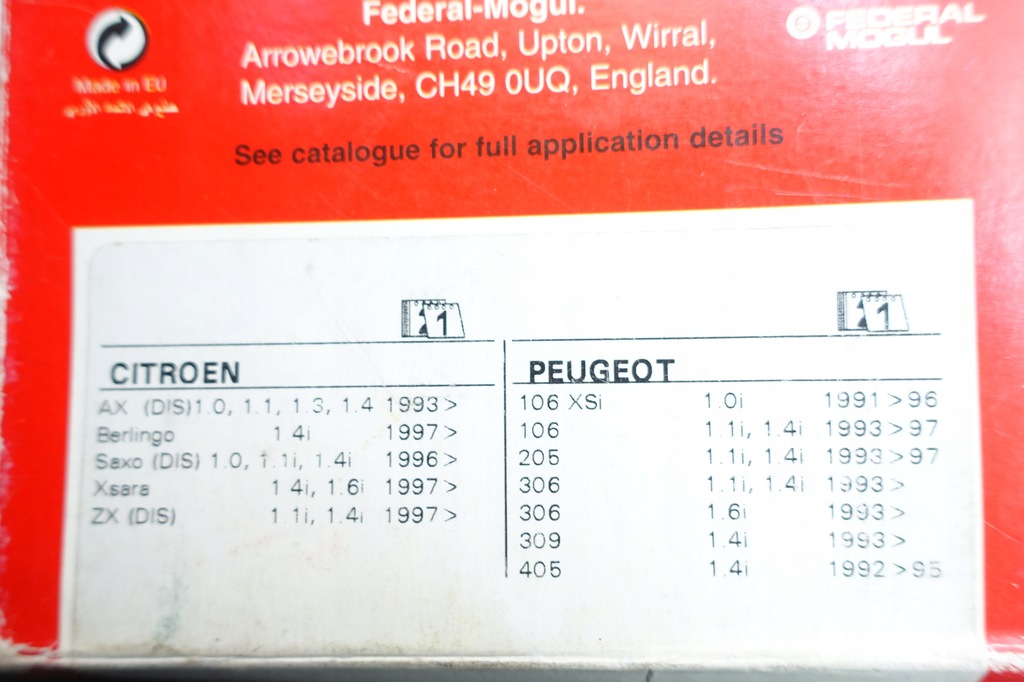 Federal-Mogul.
Arrowebrook Road, Upton, Wirral,
Merseyside, CH49 0UQ, England.
FEDERAL
MOGUL
Made in EU
See catalogue for full application details
1
CITROEN
AX (DIS)1.0, 1.1, 1.3, 1.4 1993>
Berlingo 1 4i 1997>
Saxo (DIS) 1.0, 1.1i, 1.4i 1996>
Xsara 1 4i, 1.6i 1997>
ZX (DIS) 1.1i, 1.4i 1997>
1
PEUGEOT
106 XSi 1.0i 1991>96
106 1.1i, 1.4i 1993>97
205 1.1i, 1.4i 1993>97
306 1.1i, 1.4i 1993>
306 1.6i 1993>
309 1.4i 1993>
405 1.4i 1992>95